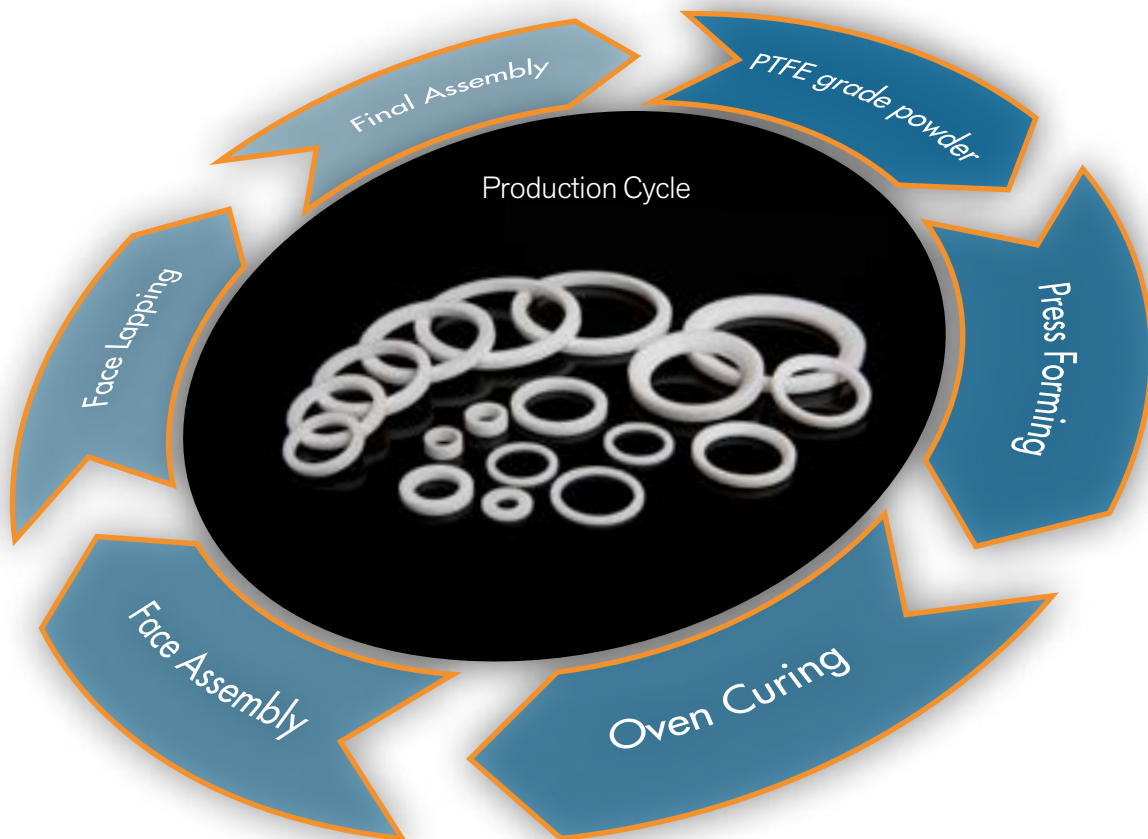 Production Cycle
PTFE grade powder
Press Forming
Oven Curing
Face Assembly
Face Lapping
Final Assembly